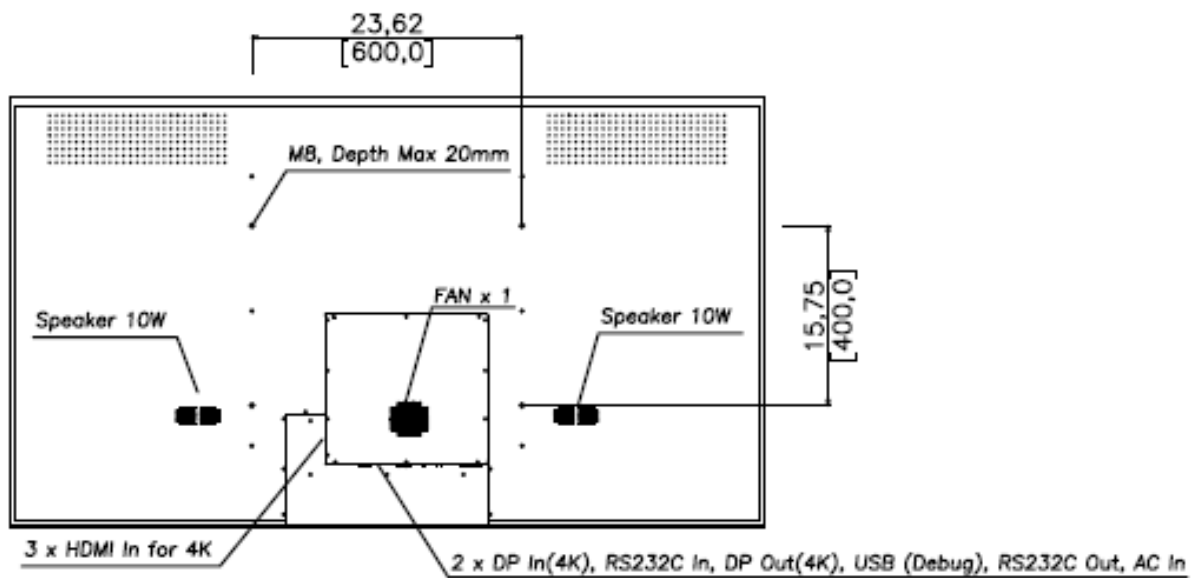 23,62
[600,0]
M8, Depth Max 20mm
FAN x 1
Speaker 10W
Speaker 10W
15,75
[400,0]
3 x HDMI In for 4K
2 x DP In(4K), RS232C In, DP Out(4K), USB (Debug), RS232C Out, AC In